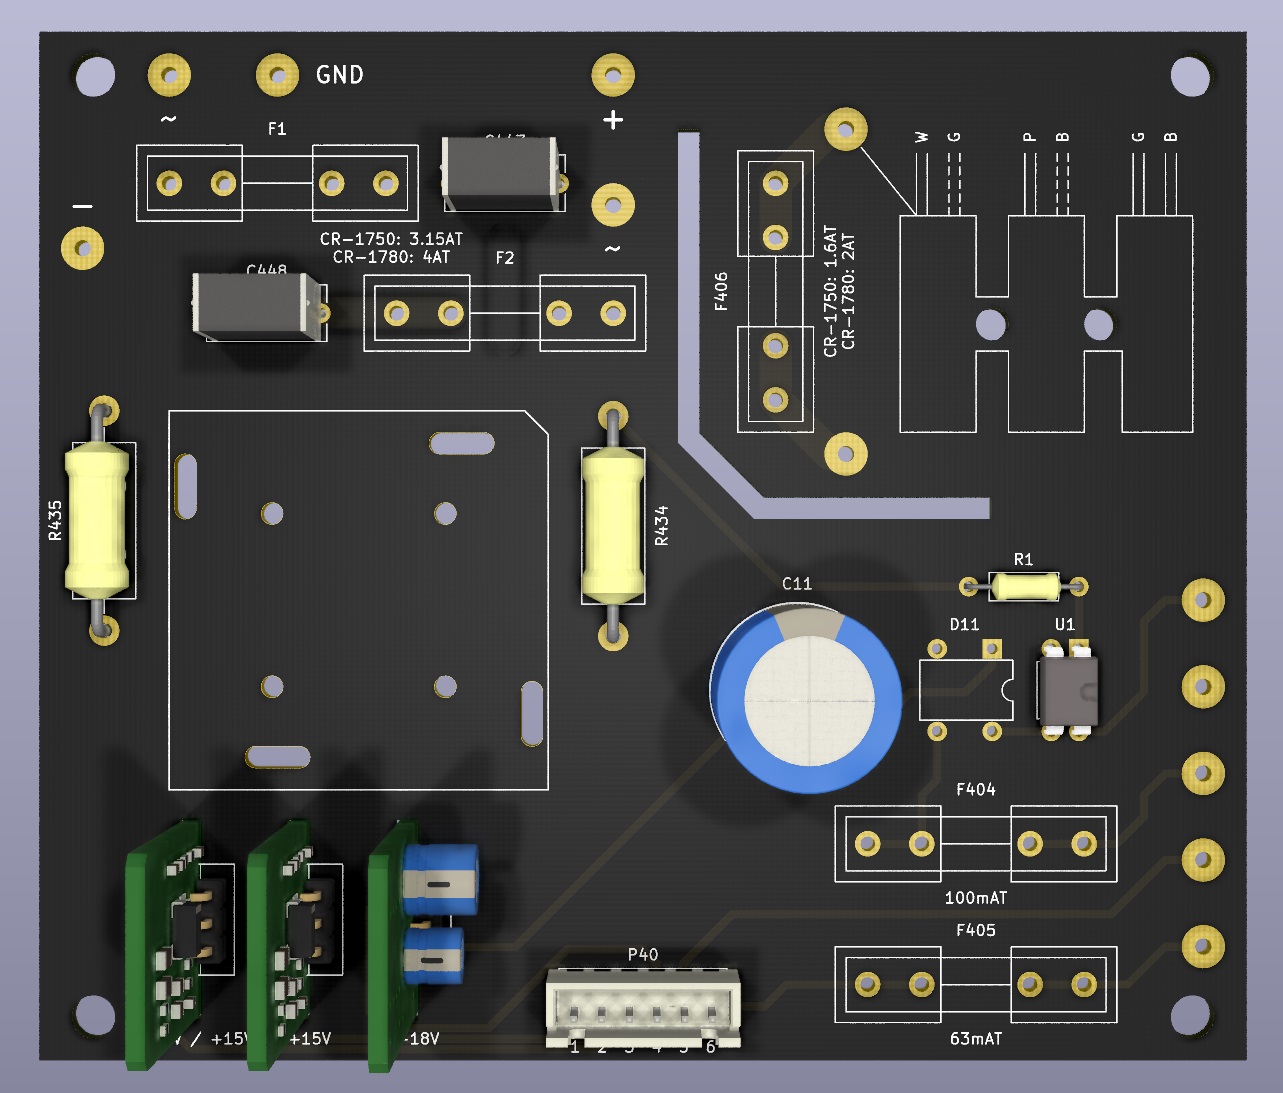 GND
~
F1
+
W
G
P
B
G
B
−
CR-1750: 3.15AT
CR-1780: 4AT
F2
~
C448
F406
CR-1750: 1.6AT
CR-1780: 2AT
R435
R434
R1
C11
D11
U1
F404
100mAT
F405
P40
/ +15V
+15V
-18V
1 2 3 4 5 6
63mAT